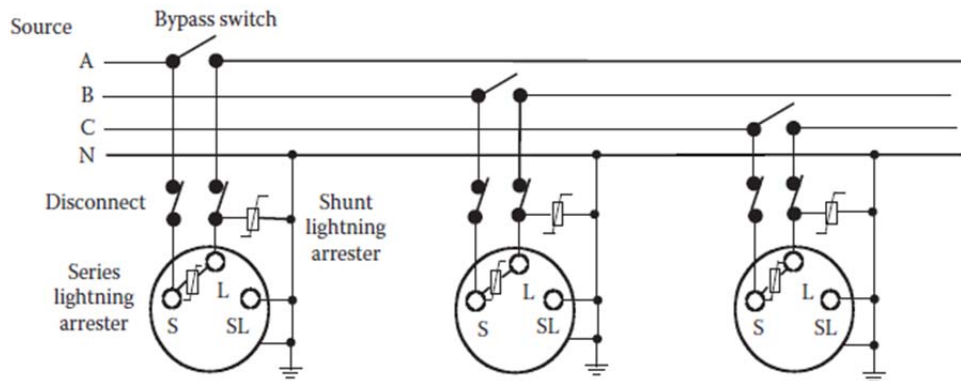 Source
Bypass switch
A
B
C
N
Disconnect
Shunt
lightning
arrester
Series
lightning
arrester
S
L
SL
S
L
SL
S
L
SL